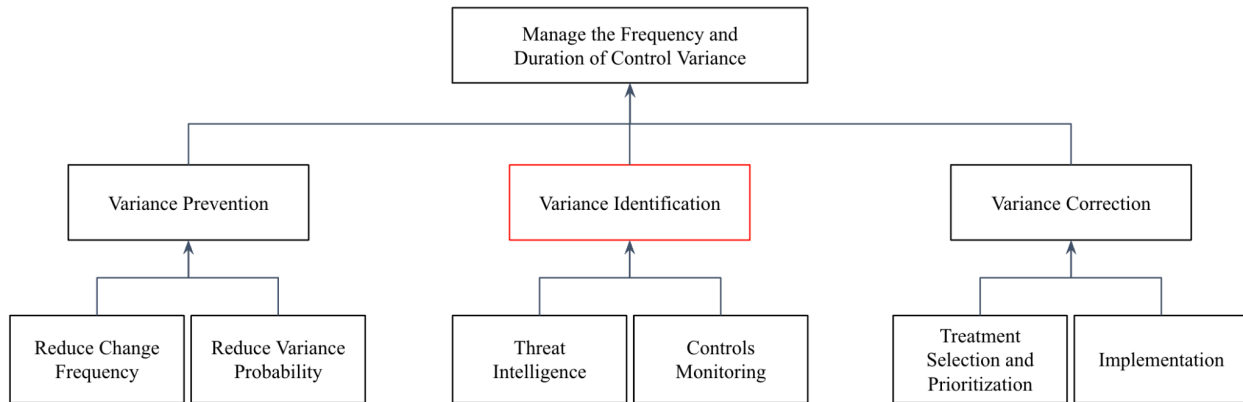 Manage the Frequency and
Duration of Control Variance
Variance Prevention
Variance Identification
Variance Correction
Reduce Change
Frequency
Reduce Variance
Probability
Threat
Intelligence
Controls
Monitoring
Treatment
Selection and
Prioritization
Implementation